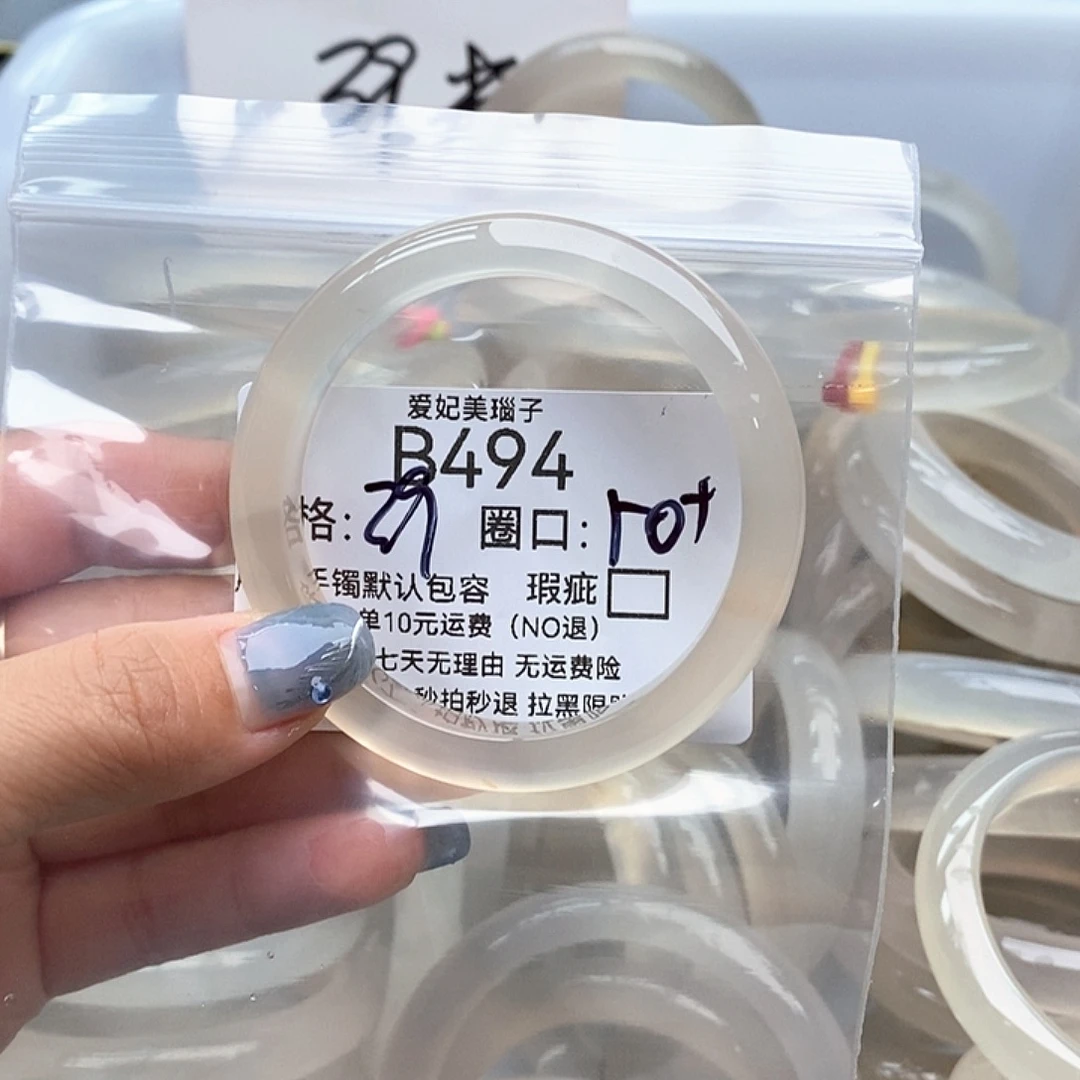 爱妃美瑙子
B494
格: 29 圈口:
手镯默认包容 瑕疵
单10元运费（NO退）
七天无理由 无运费险
秒拍秒退 拉黑限